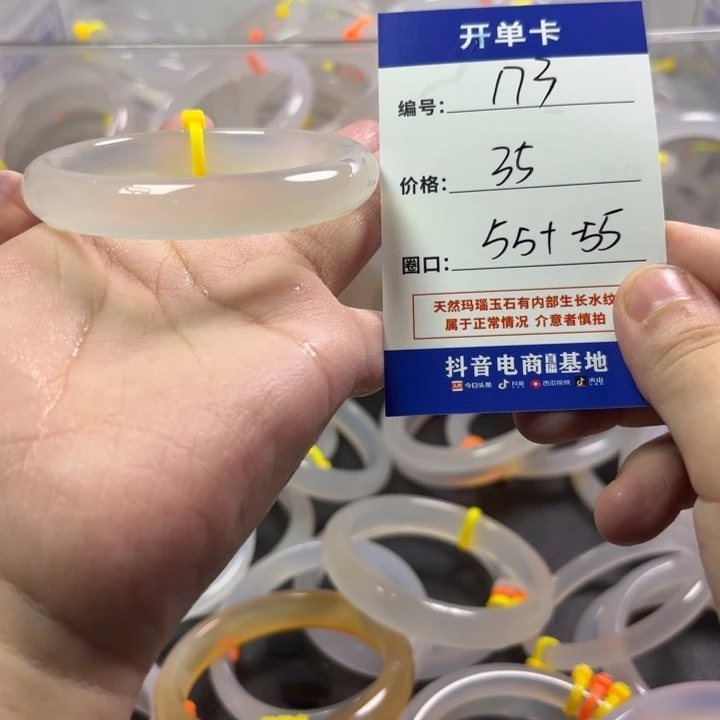 开单卡
编号: 173
价格: 35
圈口: 55+55
天然玛瑙玉石有内部生长水纹
属于正常情况 介意者慎拍
抖音电商直播基地
今日头条 抖音 西瓜视频 火山